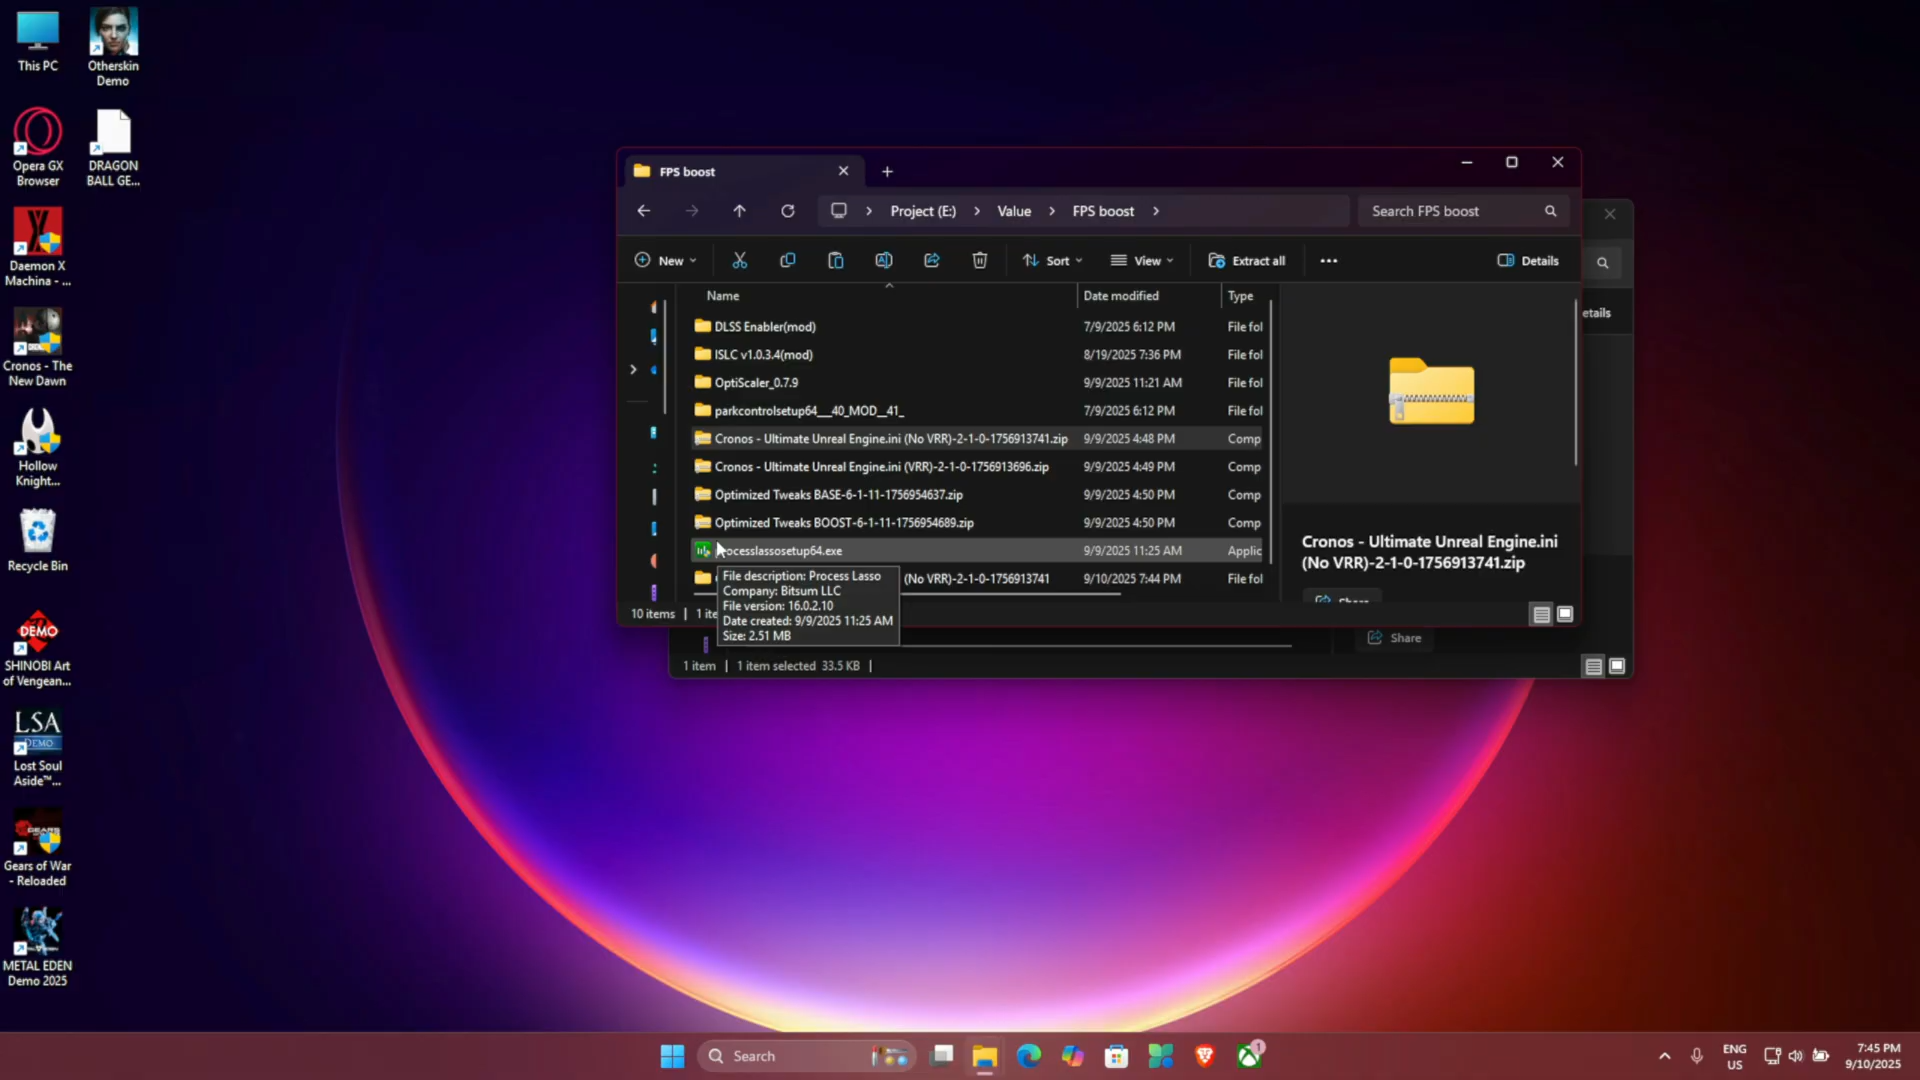 This PC
Otherskin
Demo
Opera GX
Browser
DRAGON
BALL GE...
Daemon X
Machina - ...
Cronos - The
New Dawn
Hollow
Knight...
Recycle Bin
DEMO
SHINOBI Art
of Vengean...
LSA
DEMO
Lost Soul
Aside™...
GEARS
Gears of War
- Reloaded
METAL EDEN
Demo 2025
FPS boost
Project (E:) Value FPS boost
Search FPS boost
New
Sort
View
Extract all
Details
etails
Name Date modified Type
DLSS Enabler(mod) 7/9/2025 6:12 PM File fol
ISLC v1.0.3.4(mod) 8/19/2025 7:36 PM File fol
OptiScaler_0.7.9 9/9/2025 11:21 AM File fol
parkcontrolsetup64___40_MOD__41_ 7/9/2025 6:12 PM File fol
Cronos - Ultimate Unreal Engine.ini (No VRR)-2-1-0-1756913741.zip 9/9/2025 4:48 PM Comp
Cronos - Ultimate Unreal Engine.ini (VRR)-2-1-0-1756913696.zip 9/9/2025 4:49 PM Comp
Optimized Tweaks BASE-6-1-11-1756954637.zip 9/9/2025 4:50 PM Comp
Optimized Tweaks BOOST-6-1-11-1756954689.zip 9/9/2025 4:50 PM Comp
ocesslassosetup64.exe 9/9/2025 11:25 AM Applic
(No VRR)-2-1-0-1756913741 9/10/2025 7:44 PM File fol
File description: Process Lasso
Company: Bitsum LLC
File version: 16.0.2.10
Date created: 9/9/2025 11:25 AM
Size: 2.51 MB
10 items | 1 ite
Cronos - Ultimate Unreal Engine.ini
(No VRR)-2-1-0-1756913741.zip
Share
1 item | 1 item selected 33.5 KB |
Search
1
ENG
US
7:45 PM
9/10/2025